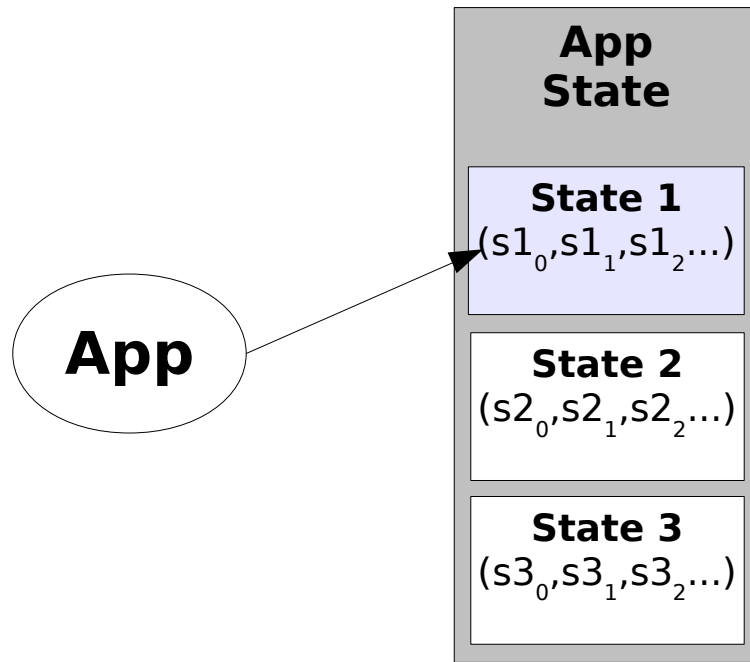 App
State
State 1
(s1₀,s1₁,s1₂...)
App
State 2
(s2₀,s2₁,s2₂...)
State 3
(s3₀,s3₁,s3₂...)